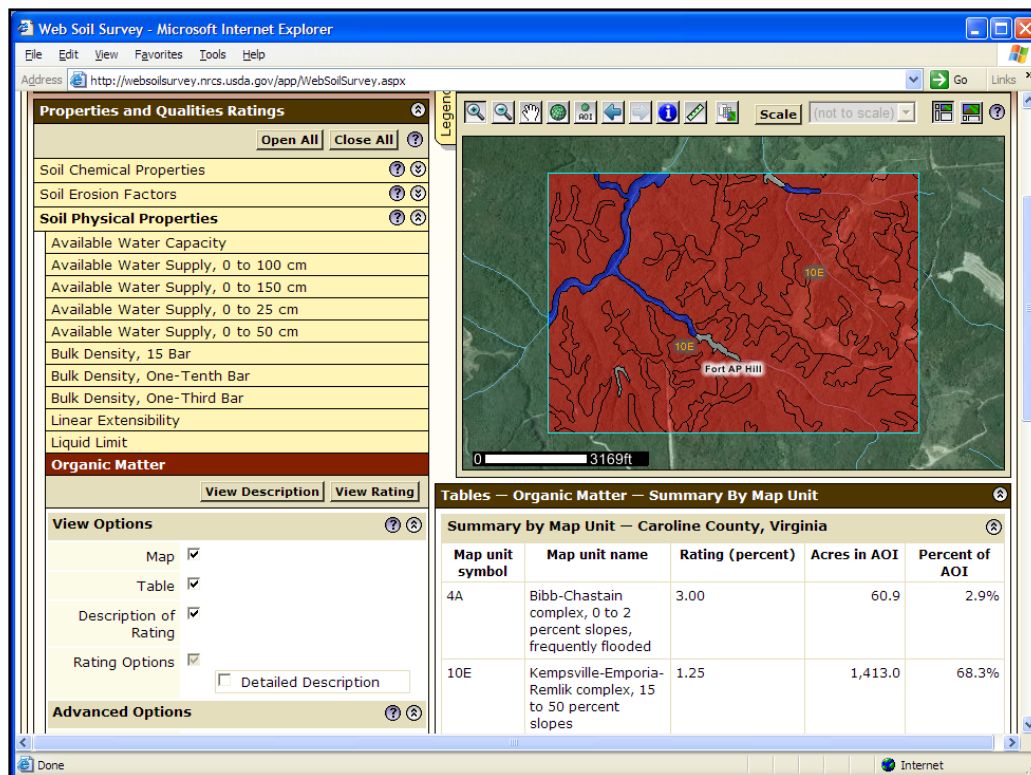 Web Soil Survey - Microsoft Internet Explorer
File Edit View Favorites Tools Help
Address http://websoilsurvey.nrcs.usda.gov/app/WebSoilSurvey.aspx Go Links »
Properties and Qualities Ratings
Open All Close All ?
Soil Chemical Properties ?
Soil Erosion Factors ?
Soil Physical Properties ?
Available Water Capacity
Available Water Supply, 0 to 100 cm
Available Water Supply, 0 to 150 cm
Available Water Supply, 0 to 25 cm
Available Water Supply, 0 to 50 cm
Bulk Density, 15 Bar
Bulk Density, One-Tenth Bar
Bulk Density, One-Third Bar
Linear Extensibility
Liquid Limit
Organic Matter
View Description View Rating
View Options ?
Map
Table
Description of
Rating
Rating Options
Detailed Description
Advanced Options ?
Legend
AOI i Scale (not to scale) ?
10E
10E
Fort AP Hill
0 3169ft
Tables — Organic Matter — Summary By Map Unit
Summary by Map Unit — Caroline County, Virginia
Map unit symbol Map unit name Rating (percent) Acres in AOI Percent of AOI
4A Bibb-Chastain complex, 0 to 2 percent slopes, frequently flooded 3.00 60.9 2.9%
10E Kempsville-Emporia-Remlik complex, 15 to 50 percent slopes 1.25 1,413.0 68.3%
Done Internet